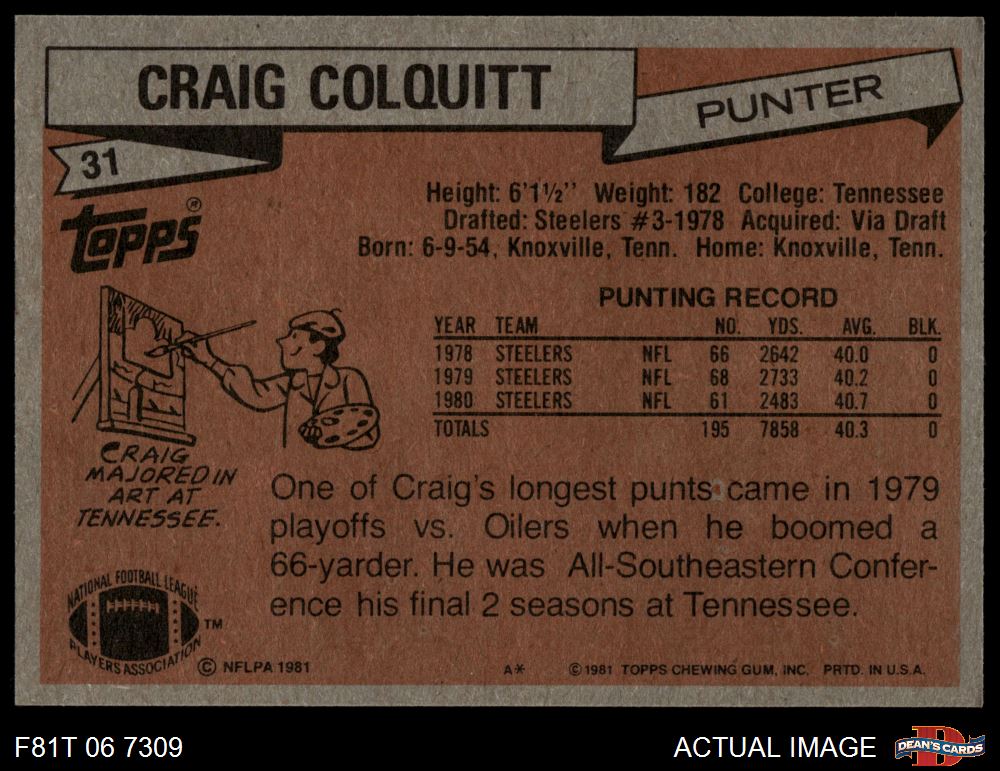 CRAIG COLQUITT
PUNTER
31
Topps®
Height: 6'1½'' Weight: 182 College: Tennessee
Drafted: Steelers #3-1978 Acquired: Via Draft
Born: 6-9-54, Knoxville, Tenn. Home: Knoxville, Tenn.
PUNTING RECORD
YEAR TEAM NO. YDS. AVG. BLK.
1978 STEELERS NFL 66 2642 40.0 0
1979 STEELERS NFL 68 2733 40.2 0
1980 STEELERS NFL 61 2483 40.7 0
TOTALS 195 7858 40.3 0
CRAIG
MAJORED IN
ART AT
TENNESSEE.
One of Craig's longest punts came in 1979
playoffs vs. Oilers when he boomed a
66-yarder. He was All-Southeastern Confer-
ence his final 2 seasons at Tennessee.
NATIONAL FOOTBALL LEAGUE
PLAYERS ASSOCIATION
TM
© NFLPA 1981
A*
© 1981 TOPPS CHEWING GUM, INC. PRTD. IN U.S.A.
F81T 06 7309
ACTUAL IMAGE
D
DEAN'S CARDS